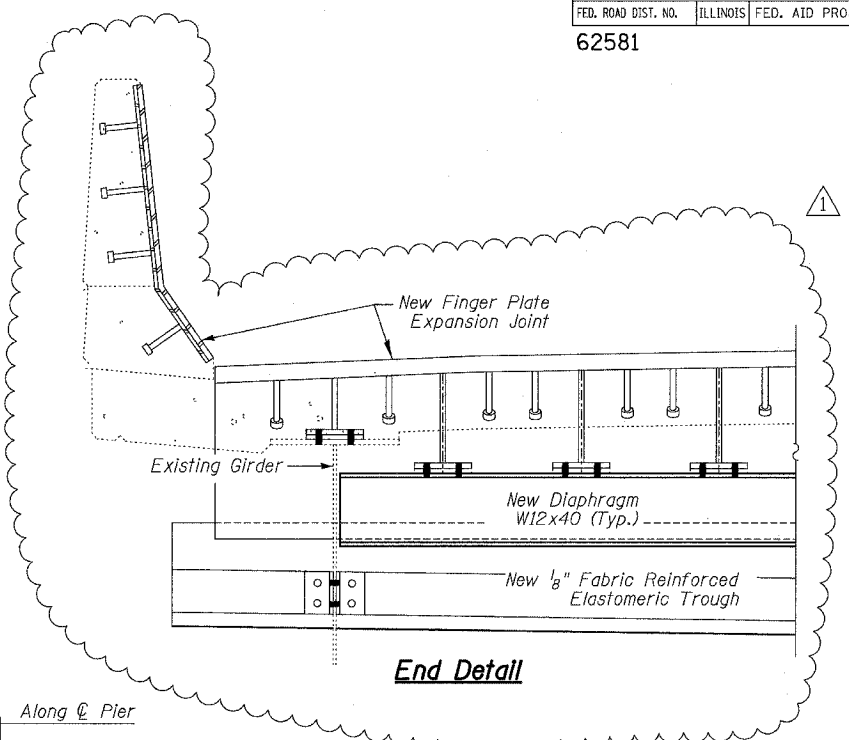 FED. ROAD DIST. NO. ILLINOIS FED. AID PRO
62581
1
New Finger Plate
Expansion Joint
Existing Girder
New Diaphragm
W12x40 (Typ.)
New 1/8" Fabric Reinforced
Elastomeric Trough
End Detail
Along ℄ Pier